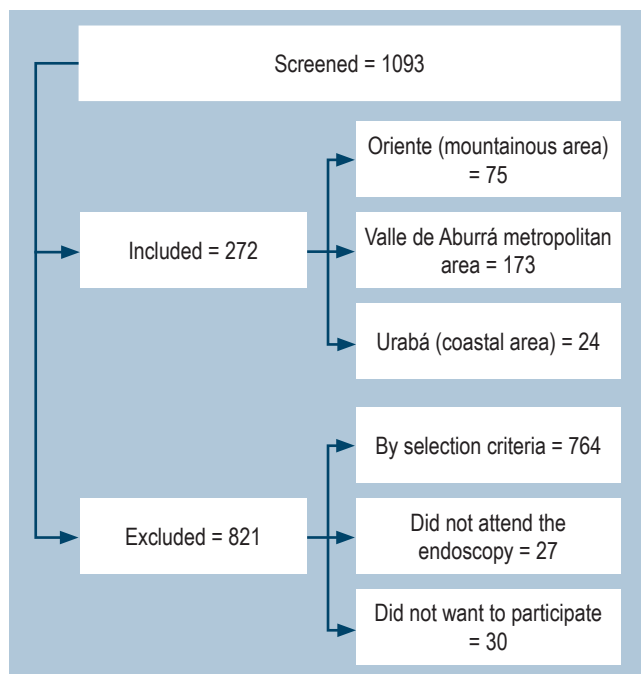 Screened = 1093
Oriente (mountainous area)
= 75
Included = 272
Valle de Aburrá metropolitan
area = 173
Urabá (coastal area) = 24
By selection criteria = 764
Excluded = 821
Did not attend the
endoscopy = 27
Did not want to participate
= 30